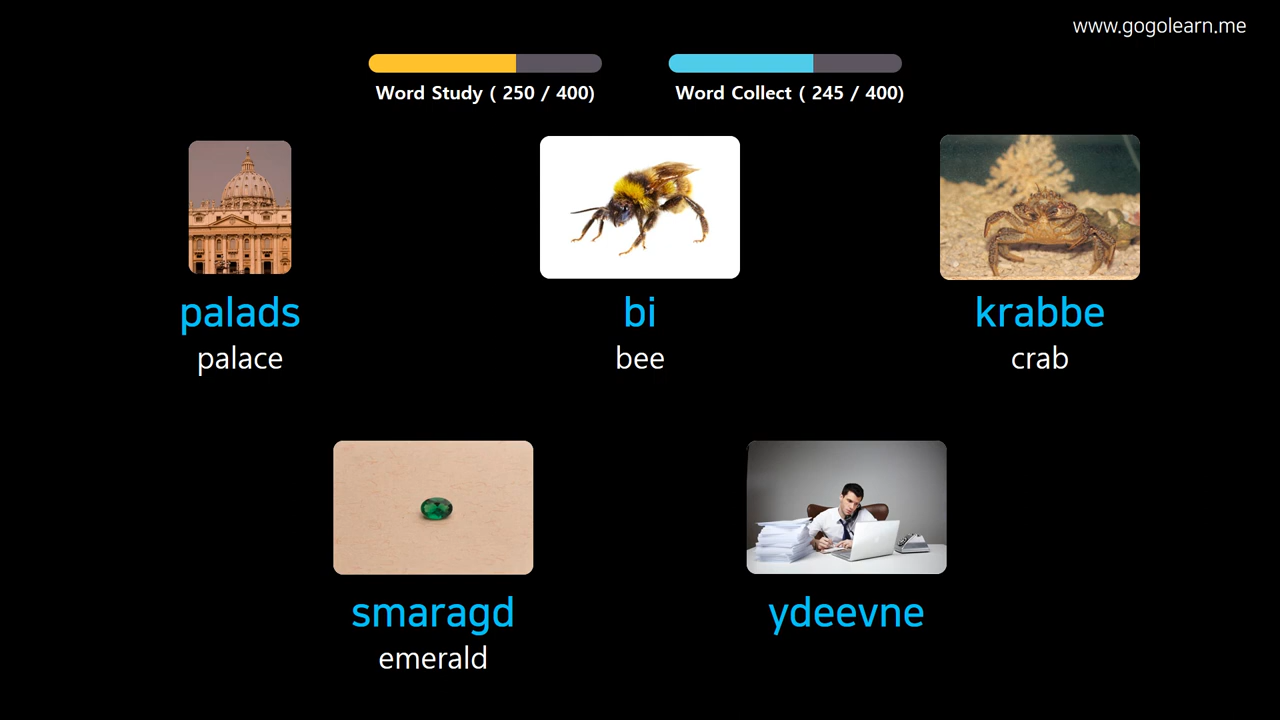 www.gogolearn.me
Word Study ( 250 / 400)
Word Collect ( 245 / 400)
palads
palace
bi
bee
krabbe
crab
smaragd
emerald
ydeevne